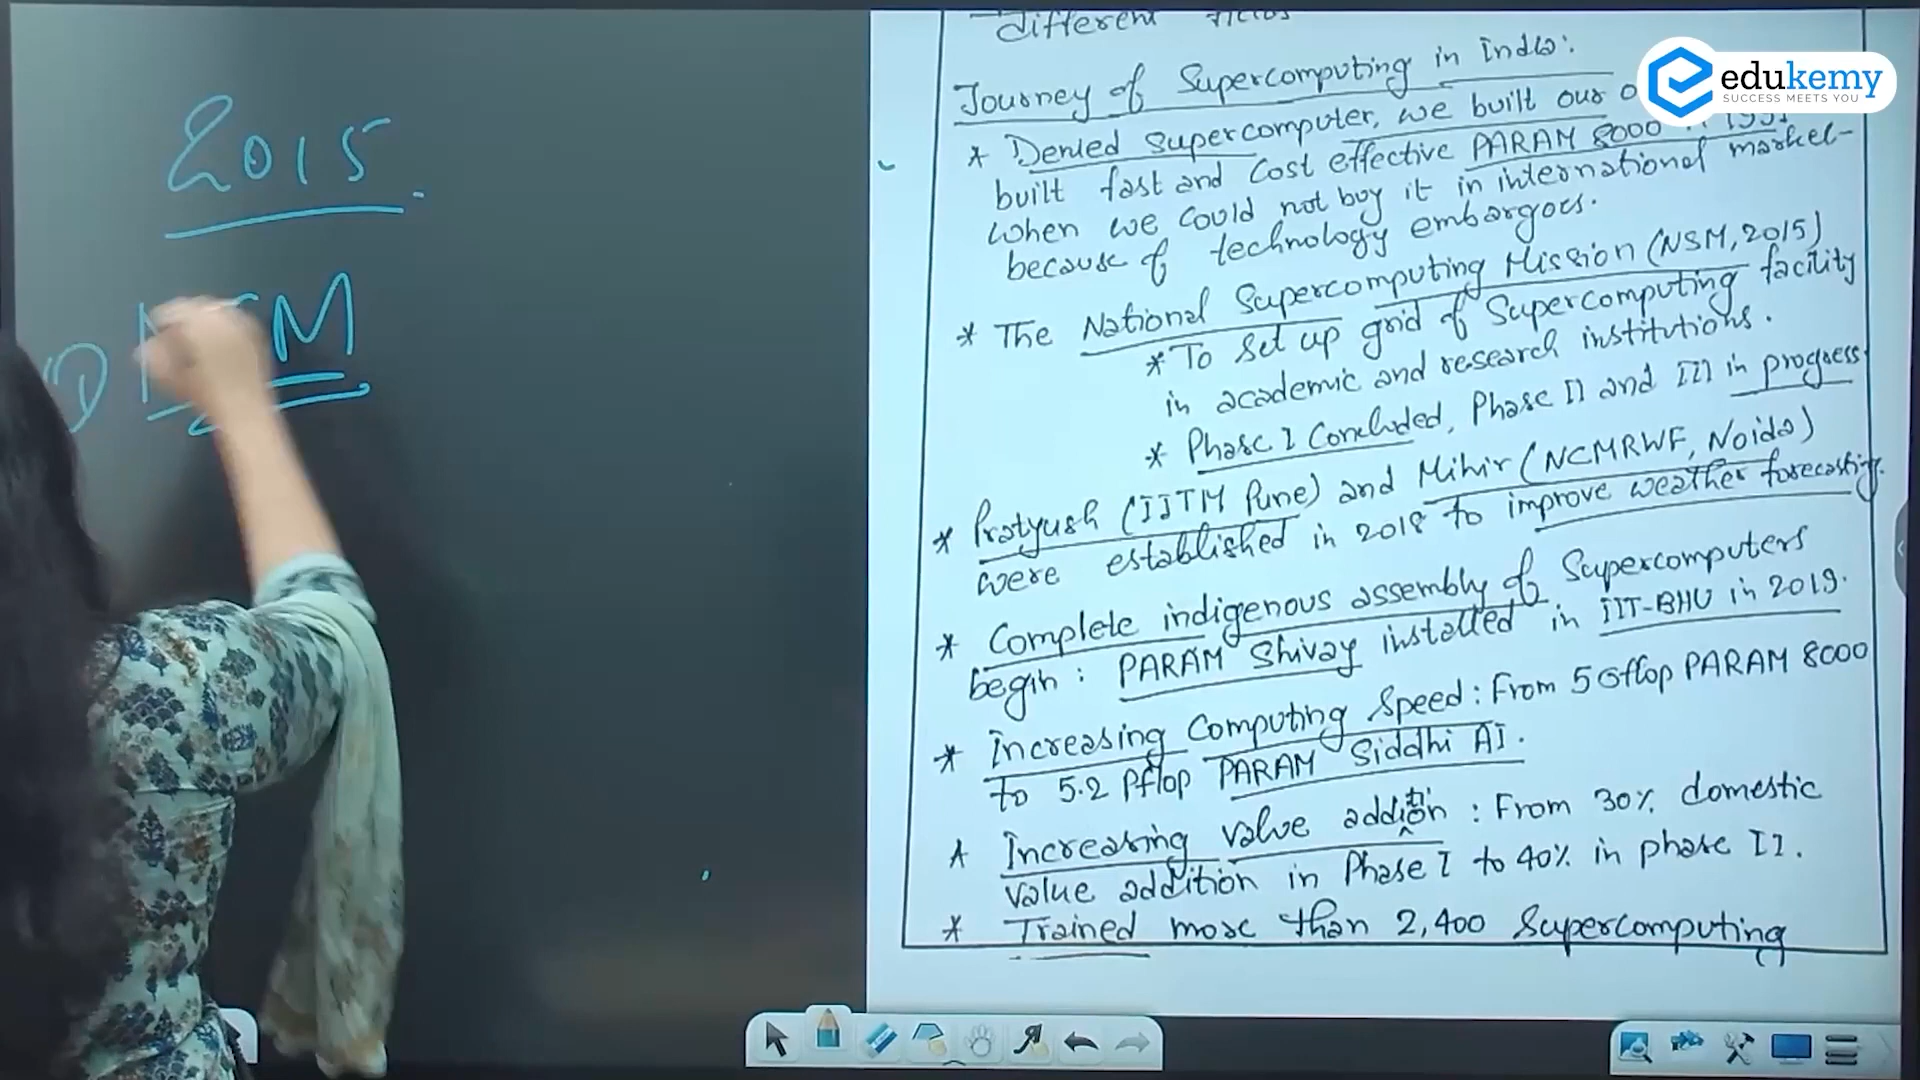 2015
NSM
1
different fields
Journey of Supercomputing in India:
* Denied Supercomputer, we built our
built fast and cost effective PARAM 8000 1991
when we could not buy it in international market
because of technology embargoes.
* The National Supercomputing Mission (NSM, 2015)
* To set up grid of Supercomputing facility
in academic and research institutions.
* Phase I Concluded, Phase II and III in progress
* Pratyush (IITM Pune) and Mihir (NCMRWF, Noida)
were established in 2018 to improve weather forecasting.
* Complete indigenous assembly of Supercomputers
begin: PARAM Shivay installed in IIT-BHU in 2019.
* Increasing Computing Speed: From 5 Gflop PARAM 8000
to 5.2 Pflop PARAM Siddhi AI.
* Increasing value addition: From 30% domestic
value addition in Phase I to 40% in phase II.
* Trained more than 2,400 Supercomputing
edukemy
SUCCESS MEETS YOU